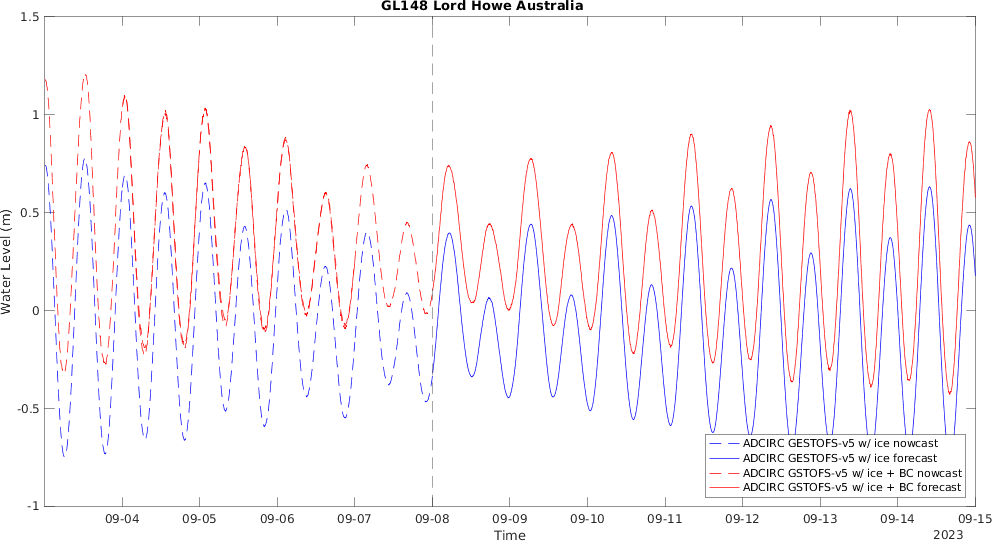 GL148 Lord Howe Australia
1.5
1
0.5
0
-0.5
-1
Water Level (m)
09-04 09-05 09-06 09-07 09-08 09-09 09-10 09-11 09-12 09-13 09-14 09-15
Time
2023
ADCIRC GESTOFS-v5 w/ ice nowcast
ADCIRC GESTOFS-v5 w/ ice forecast
ADCIRC GSTOFS-v5 w/ ice + BC nowcast
ADCIRC GSTOFS-v5 w/ ice + BC forecast